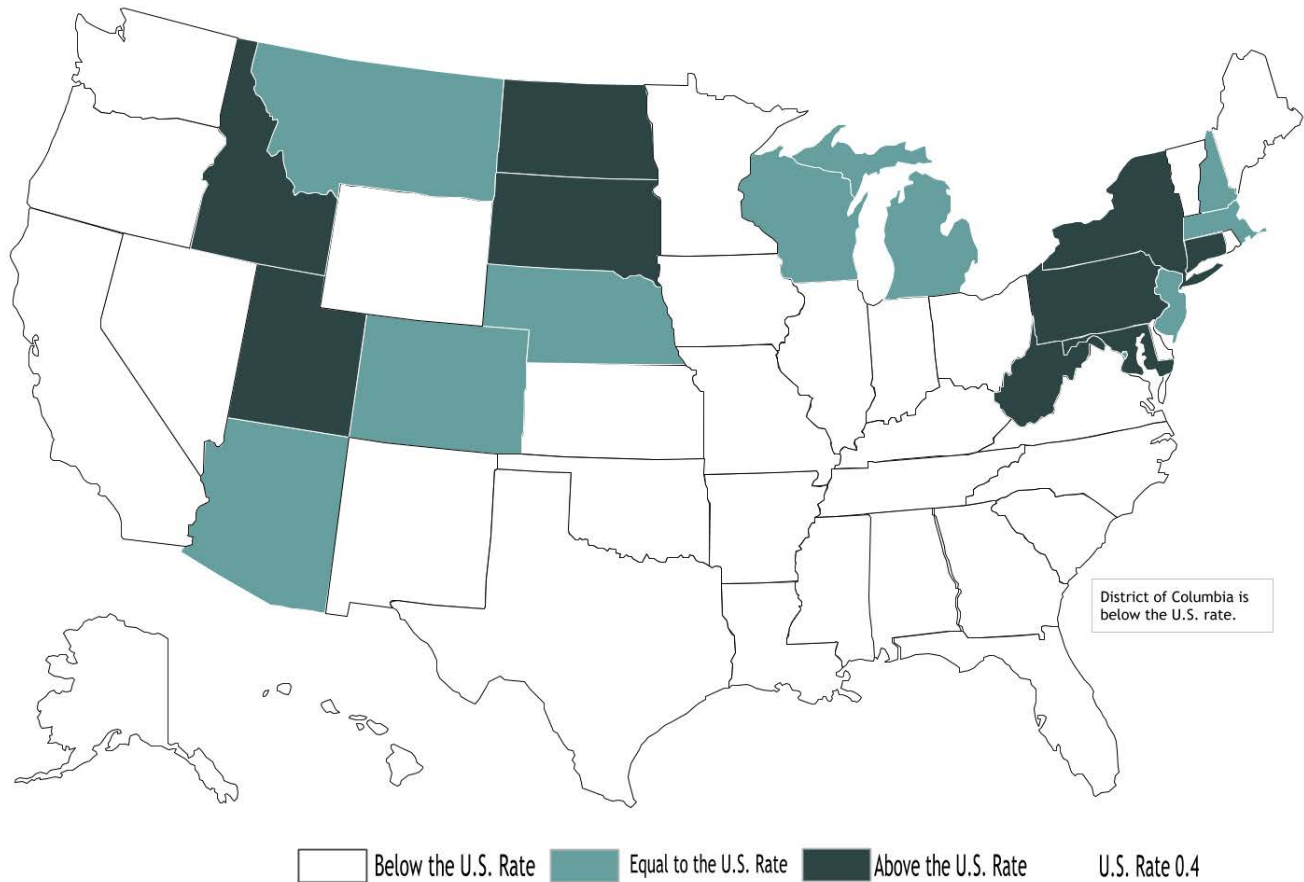 District of Columbia is
below the U.S. rate.
Below the U.S. Rate Equal to the U.S. Rate Above the U.S. Rate U.S. Rate 0.4